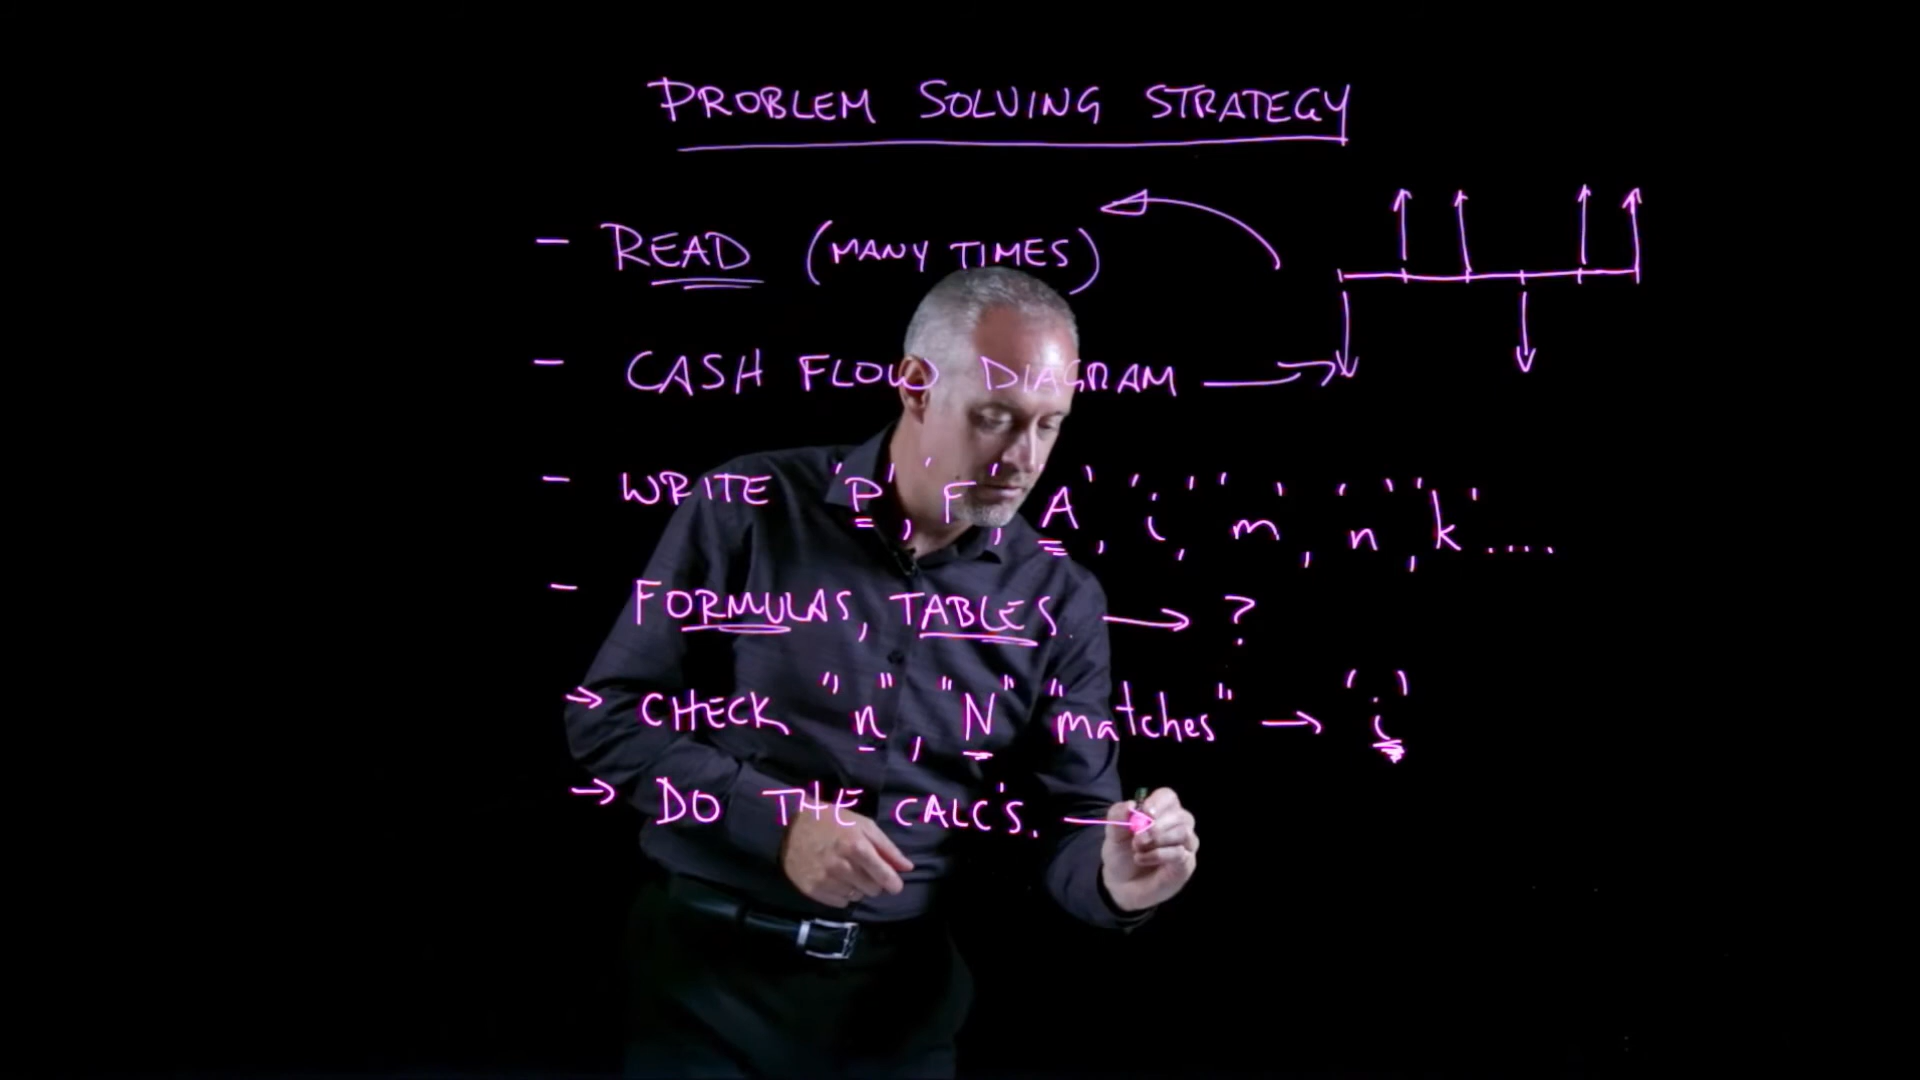 PROBLEM SOLVING STRATEGY
- READ (MANY TIMES)
- CASH FLOW DIAGRAM →
- WRITE 'P', 'F', 'A', 'i', 'm', 'n', 'k'....
- FORMULAS, TABLES. → ?
→ CHECK "n", "N" "matches" → 'i'
→ DO THE CALC'S. →